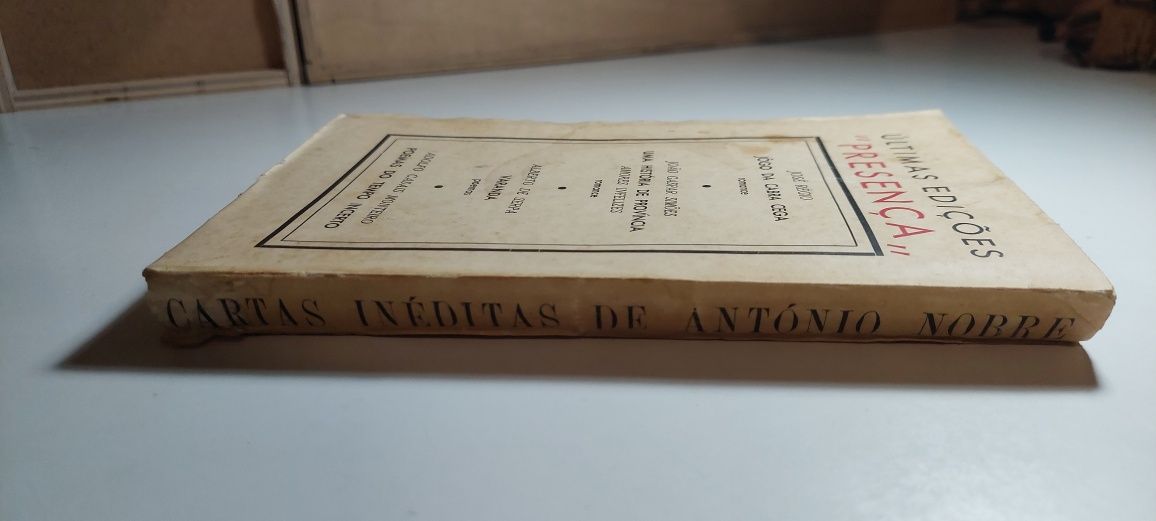 ÚLTIMAS EDIÇÕES
"PRESENÇA"
JOSÉ RÉGIO
JOGO DA CABRA CEGA
romance
JOÃO GASPAR SIMÕES
AMORES INFELIZES
UMA HISTÓRIA DE PROVÍNCIA
romance
ALBERTO DE SERPA
VARANDA
poemas
ADOLFO CASAIS MONTEIRO
POEMAS DO TEMPO INCERTO
CARTAS INÉDITAS DE ANTÓNIO NOBRE